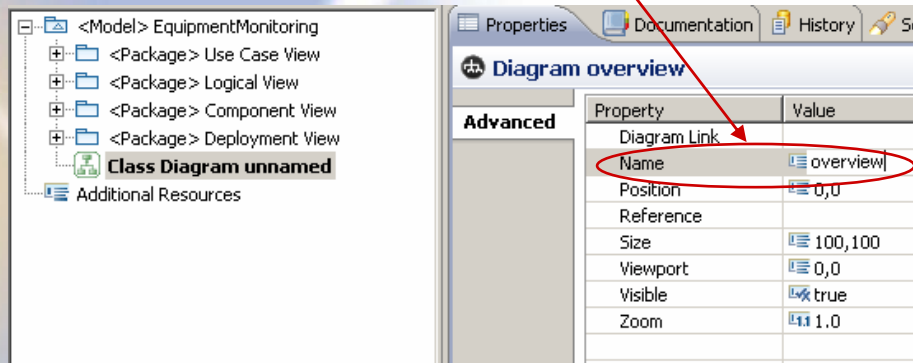 <Model> EquipmentMonitoring
<Package> Use Case View
<Package> Logical View
<Package> Component View
<Package> Deployment View
Class Diagram unnamed
Additional Resources
Properties Documentation History
Diagram overview
Advanced
Property Value
Diagram Link
Name overview
Position 0,0
Reference
Size 100,100
Viewport 0,0
Visible true
Zoom 1.0